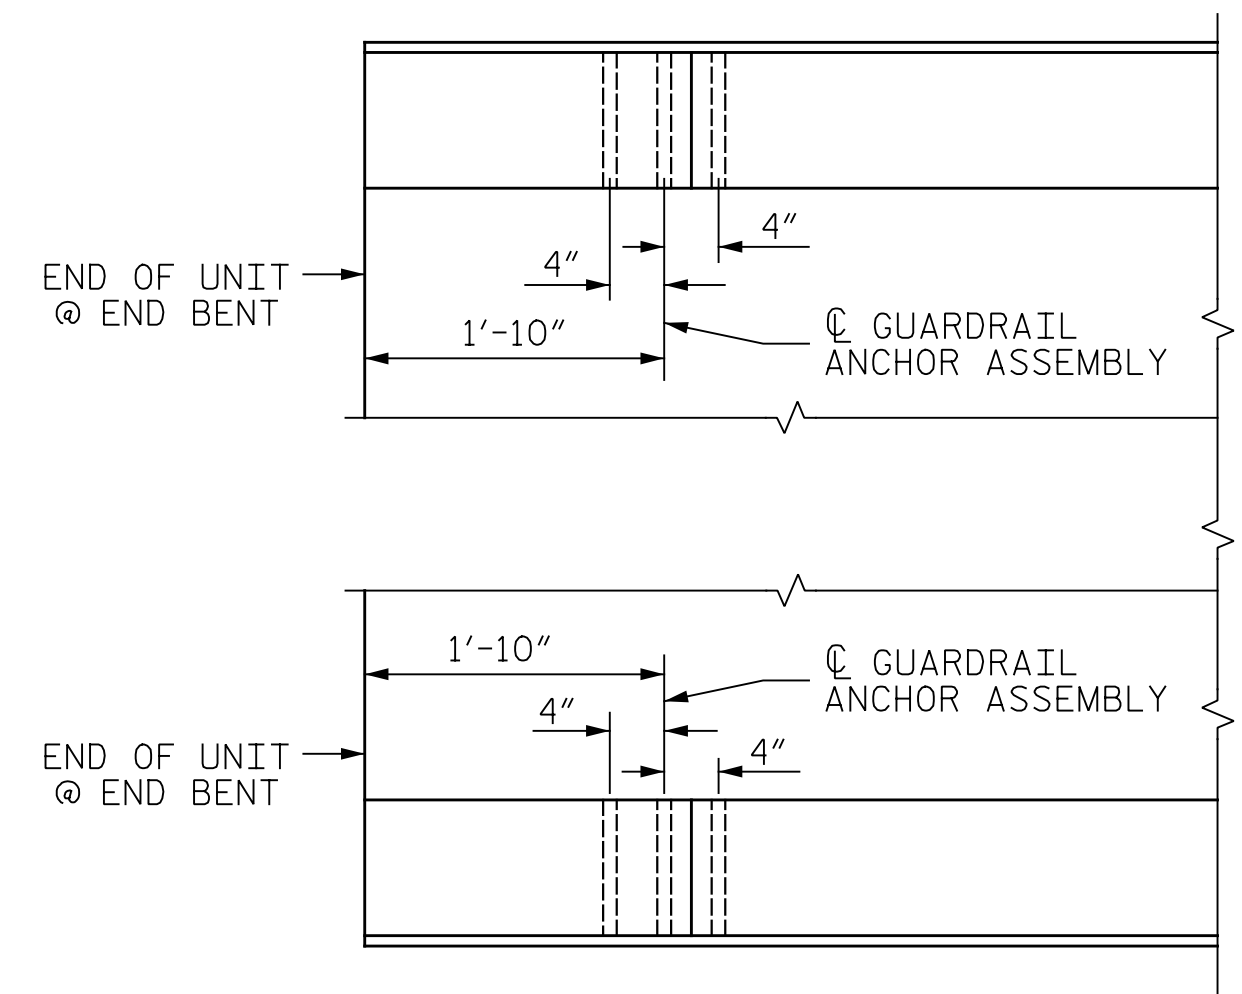 4″
4″
END OF UNIT
@ END BENT
1′-10″
℄ GUARDRAIL
ANCHOR ASSEMBLY
1′-10″
℄ GUARDRAIL
ANCHOR ASSEMBLY
4″
4″
END OF UNIT
@ END BENT